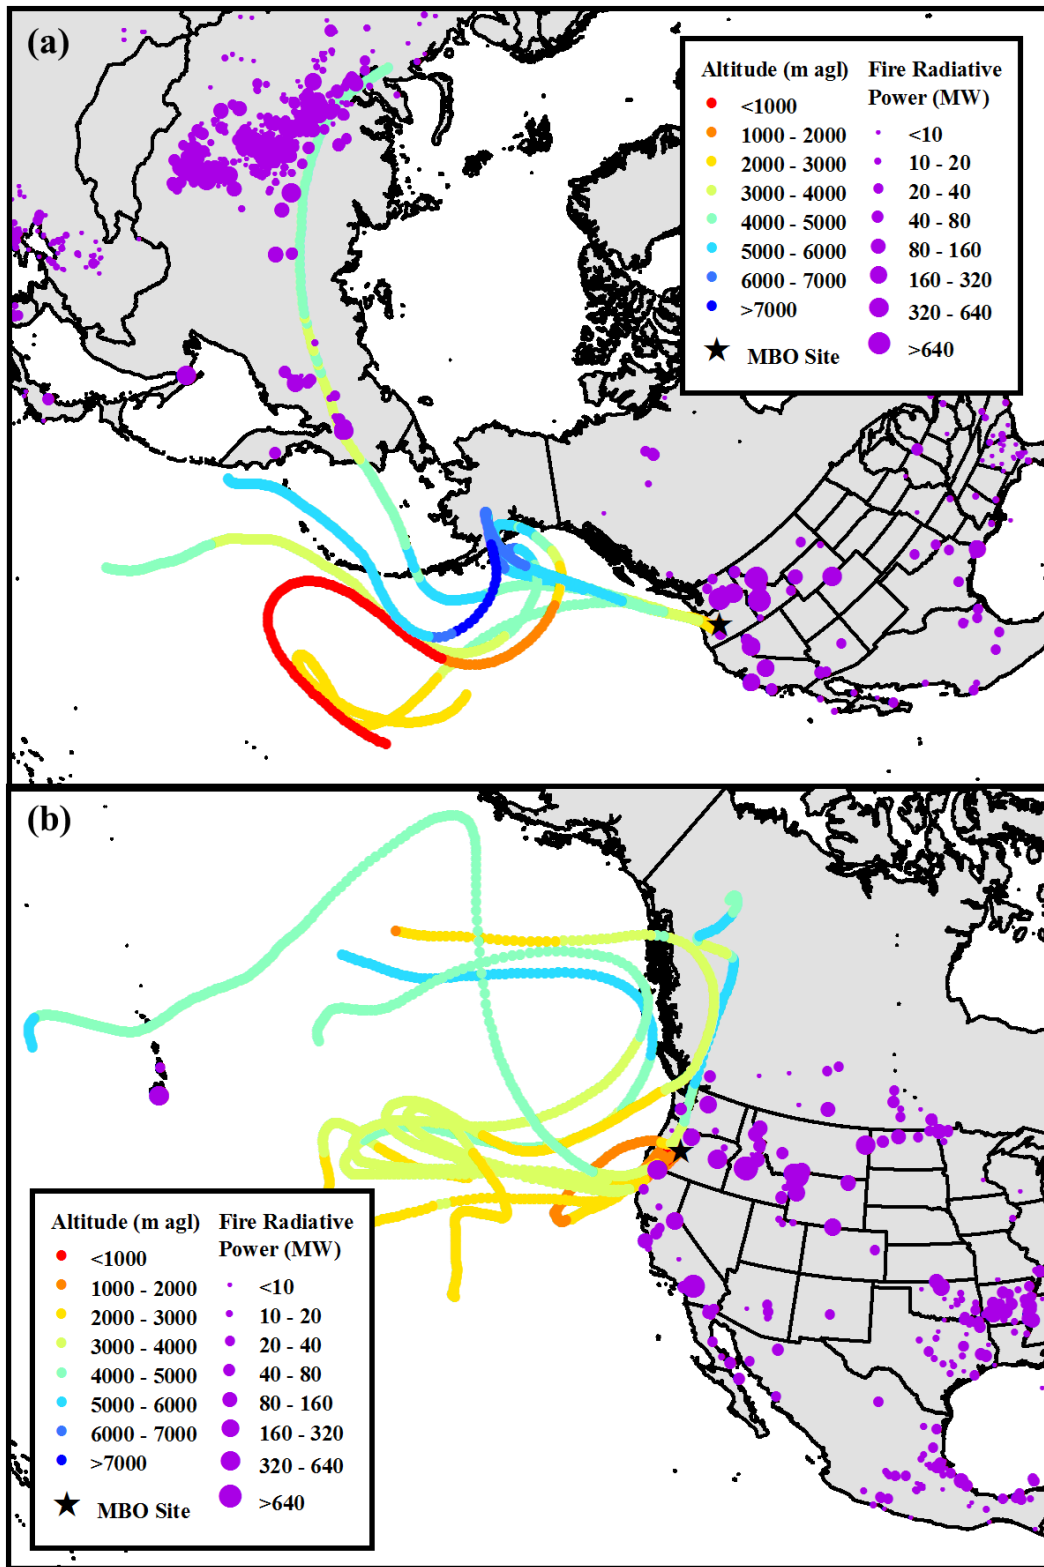 (a)
Altitude (m agl)
<1000
1000 - 2000
2000 - 3000
3000 - 4000
4000 - 5000
5000 - 6000
6000 - 7000
>7000
MBO Site
Fire Radiative
Power (MW)
<10
10 - 20
20 - 40
40 - 80
80 - 160
160 - 320
320 - 640
>640
(b)
Altitude (m agl)
<1000
1000 - 2000
2000 - 3000
3000 - 4000
4000 - 5000
5000 - 6000
6000 - 7000
>7000
MBO Site
Fire Radiative
Power (MW)
<10
10 - 20
20 - 40
40 - 80
80 - 160
160 - 320
320 - 640
>640